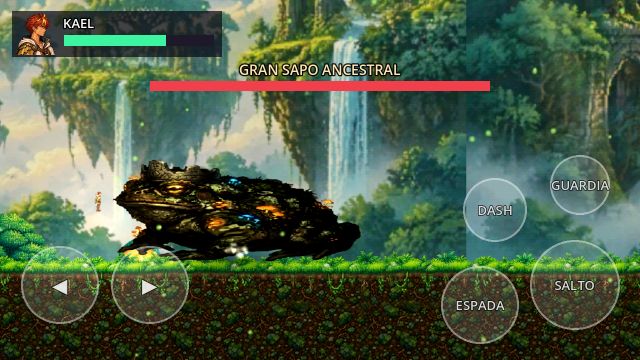 KAEL
GRAN SAPO ANCESTRAL
GUARDIA
DASH
SALTO
ESPADA